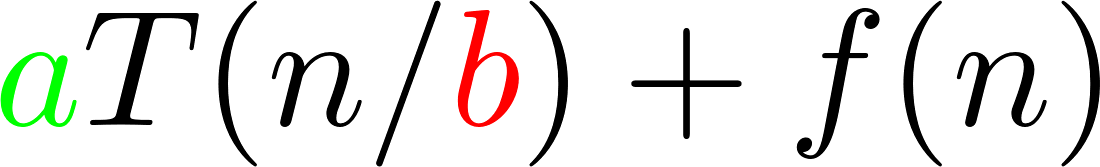 aT(n/b) + f(n)